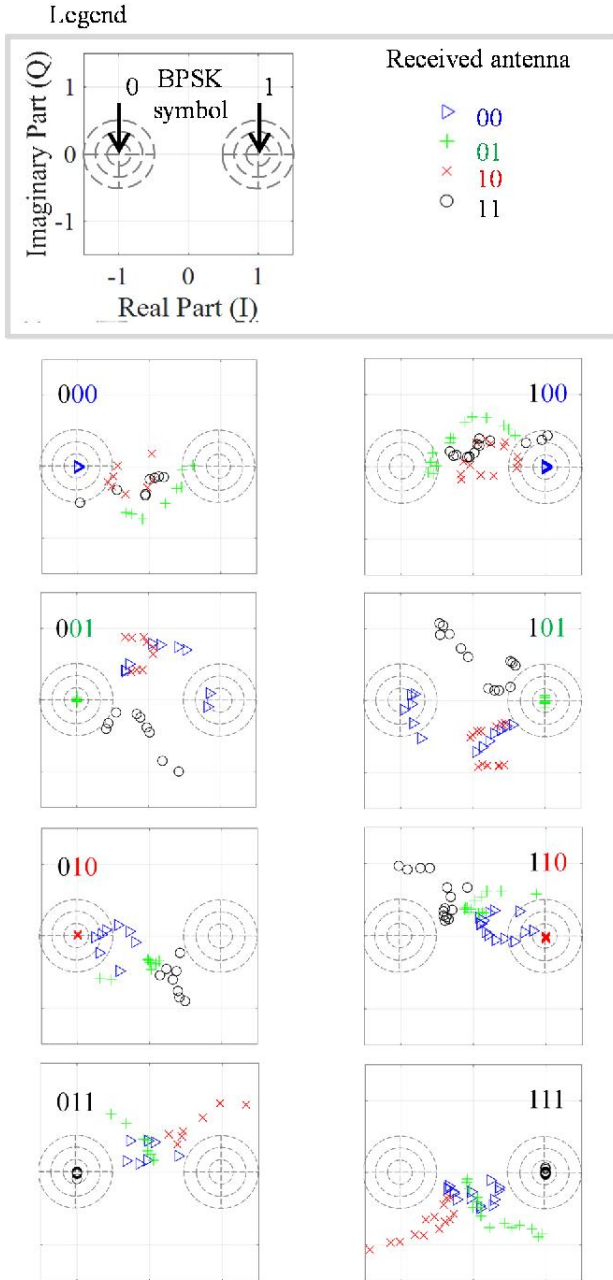 Legend
Imaginary Part (Q)
1
0
-1
0 BPSK 1
symbol
-1 0 1
Real Part (I)
Received antenna
00
01
10
11
000 100
001 101
010 110
011 111